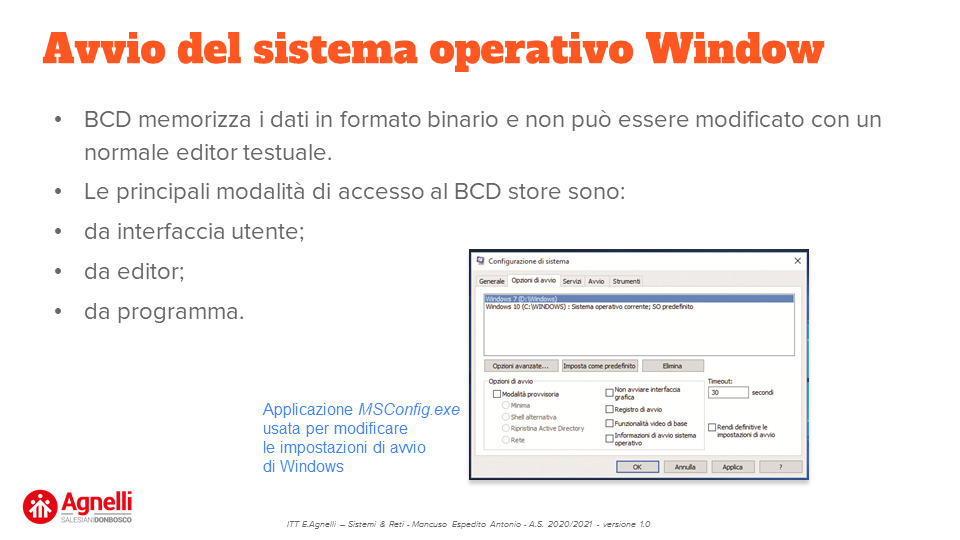 Avvio del sistema operativo Window
• BCD memorizza i dati in formato binario e non può essere modificato con un
normale editor testuale.
• Le principali modalità di accesso al BCD store sono:
• da interfaccia utente;
• da editor;
• da programma.
Applicazione MSConfig.exe
usata per modificare
le impostazioni di avvio
di Windows
Configurazione di sistema
Generale Opzioni di avvio Servizi Avvio Strumenti
Windows 7 (D:\Windows)
Windows 10 (C:\WINDOWS) : Sistema operativo corrente; SO predefinito
Opzioni avanzate... Imposta come predefinito Elimina
Opzioni di avvio
Modalità provvisoria
Minima
Shell alternativa
Ripristina Active Directory
Rete
Non avviare interfaccia
grafica
Registro di avvio
Funzionalità video di base
Informazioni di avvio sistema
operativo
Timeout:
30 secondi
Rendi definitive le
impostazioni di avvio
OK Annulla Applica ?
Agnelli
SALESIANIDONBOSCO
ITT E.Agnelli – Sistemi & Reti - Mancuso Espedito Antonio - A.S. 2020/2021 - versione 1.0